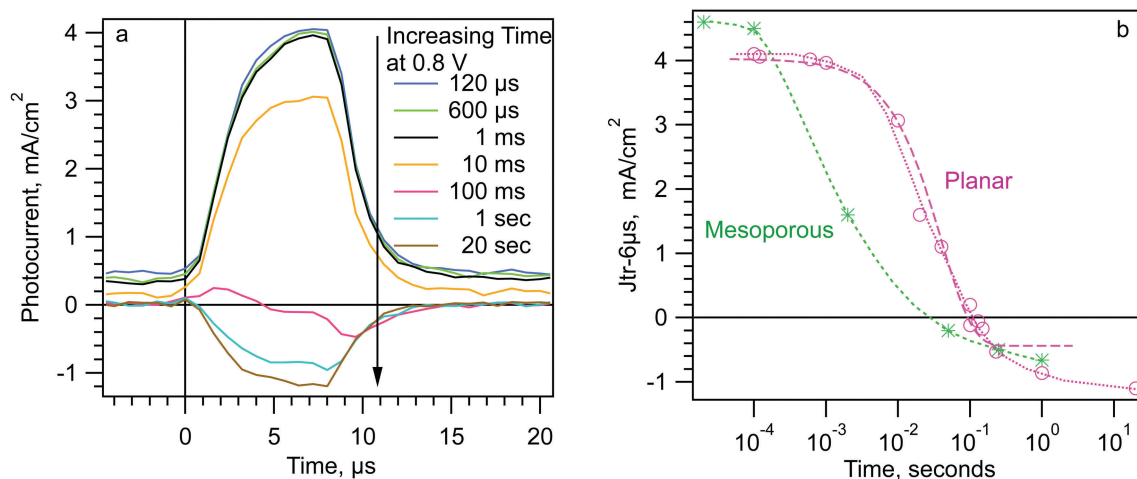 a
Increasing Time
at 0.8 V
120 µs
600 µs
1 ms
10 ms
100 ms
1 sec
20 sec
Photocurrent, mA/cm²
4
3
2
1
0
-1
0
5
10
15
20
Time, µs
b
Planar
Mesoporous
Jtr-6µs, mA/cm²
4
3
2
1
0
-1
10⁻⁴
10⁻³
10⁻²
10⁻¹
10⁰
10¹
Time, seconds